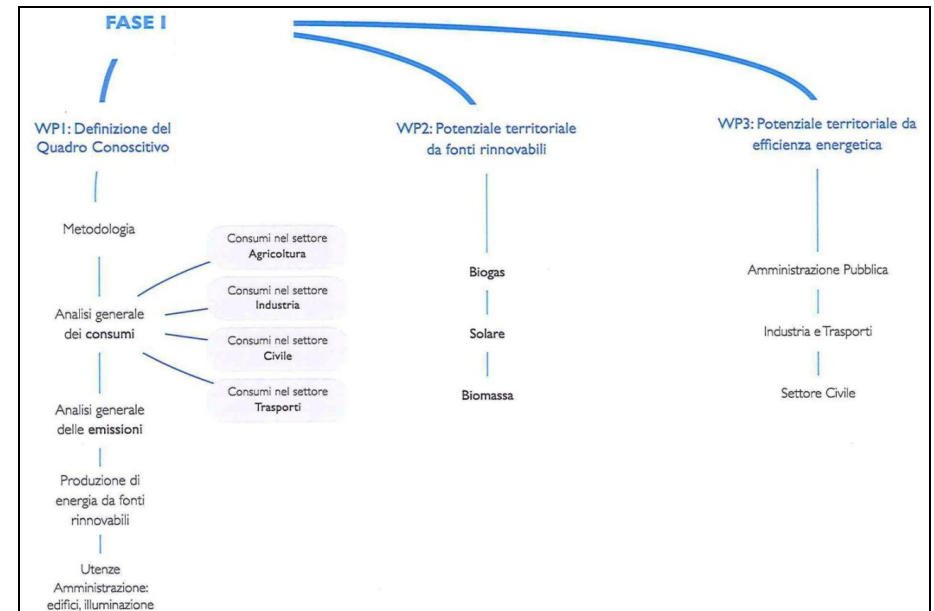 FASE I
WP1: Definizione del
Quadro Conoscitivo
Metodologia
Analisi generale
dei consumi
Consumi nel settore
Agricoltura
Consumi nel settore
Industria
Consumi nel settore
Civile
Consumi nel settore
Trasporti
Analisi generale
delle emissioni
Produzione di
energia da fonti
rinnovabili
Utenze
Amministrazione:
edifici, illuminazione
WP2: Potenziale territoriale
da fonti rinnovabili
Biogas
Solare
Biomassa
WP3: Potenziale territoriale da
efficienza energetica
Amministrazione Pubblica
Industria e Trasporti
Settore Civile